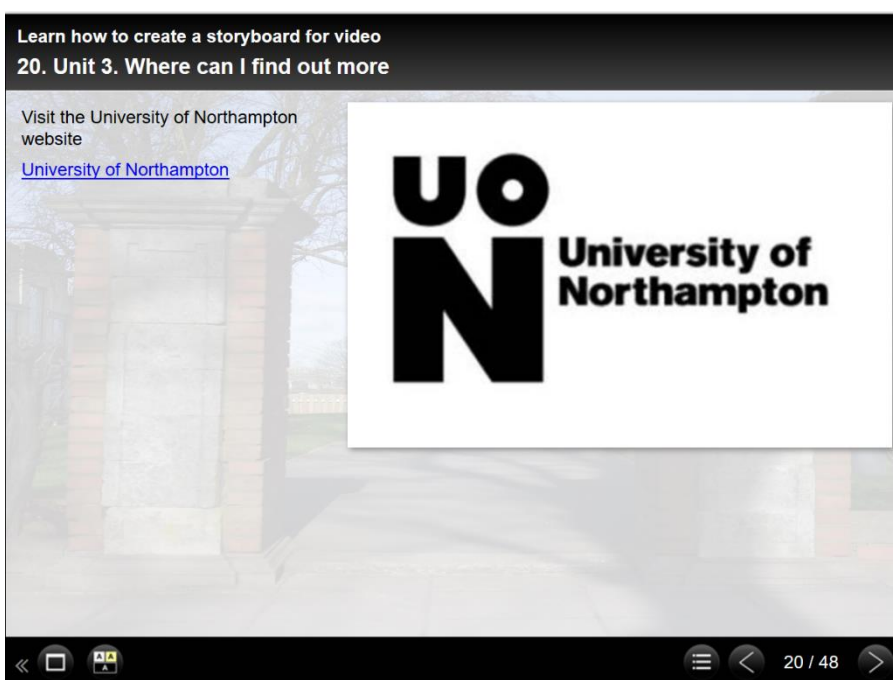 Learn how to create a storyboard for video
20. Unit 3. Where can I find out more
Visit the University of Northampton
website
University of Northampton
UO
N
University of
Northampton
«
A A
A
20 / 48